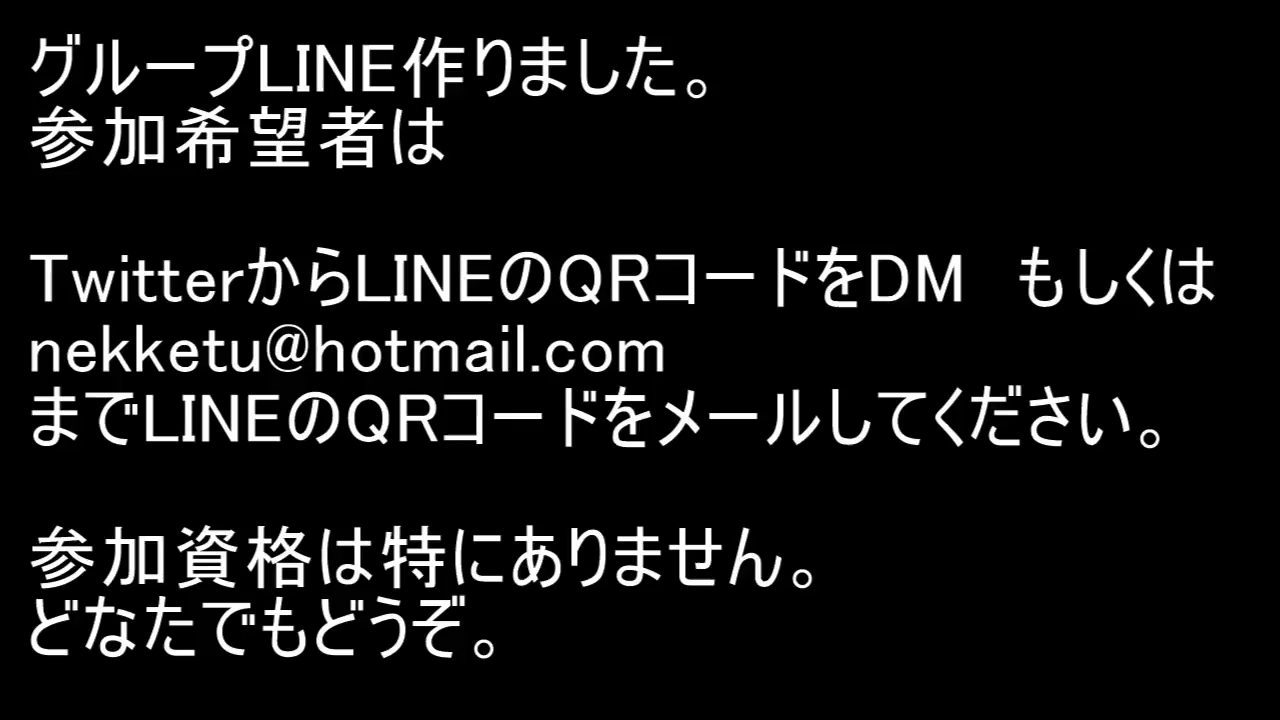 グループLINE作りました。
参加希望者は
TwitterからLINEのQRコードをDM　もしくは
nekketu@hotmail.com
までLINEのQRコードをメールしてください。
参加資格は特にありません。
どなたでもどうぞ。